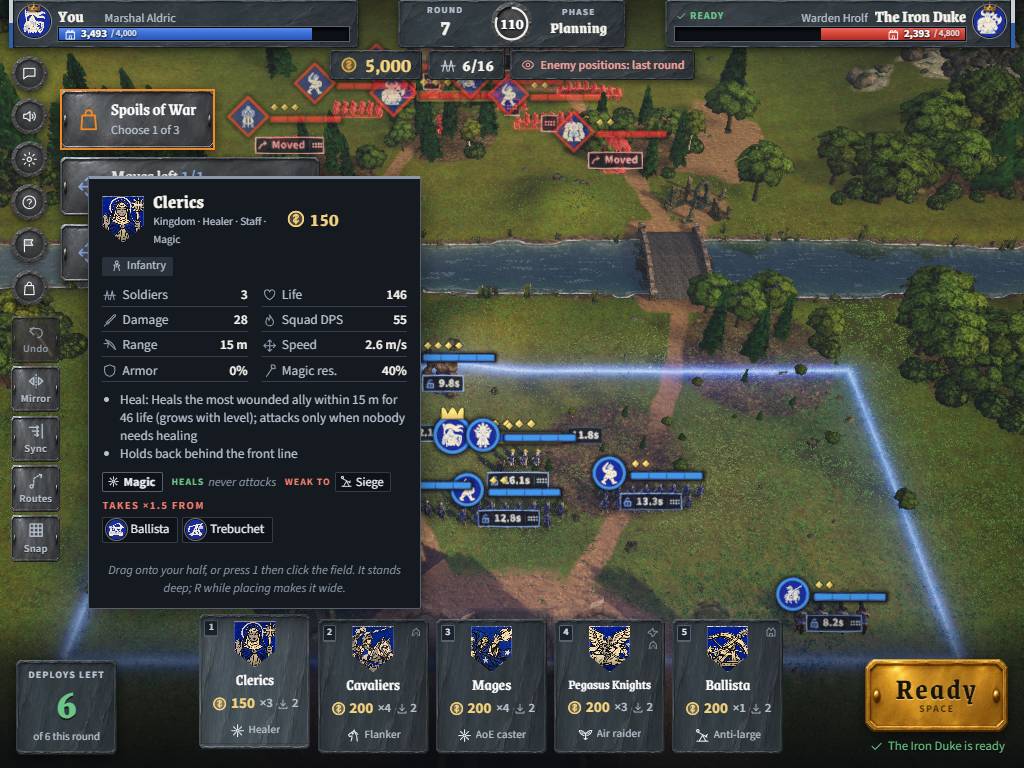 You Marshal Aldric
3,493 / 4,000
ROUND
7
110
PHASE
Planning
READY
Warden Hrolf The Iron Duke
2,393 / 4,800
5,000
6/16
Enemy positions: last round
Spoils of War
Choose 1 of 3
Moved
Moved
Moves left 1/1
Clerics
Kingdom · Healer · Staff ·
Magic
150
Infantry
Soldiers 3
Life 146
Damage 28
Squad DPS 55
Range 15 m
Speed 2.6 m/s
Armor 0%
Magic res. 40%
• Heal: Heals the most wounded ally within 15 m for
46 life (grows with level); attacks only when nobody
needs healing
• Holds back behind the front line
Magic HEALS never attacks WEAK TO Siege
TAKES ×1.5 FROM
Ballista Trebuchet
Drag onto your half, or press 1 then click the field. It stands
deep; R while placing makes it wide.
Undo
Mirror
Sync
Routes
Snap
9.8s
1.8s
12.8s
13.3s
8.2s
DEPLOYS LEFT
6
of 6 this round
1
Clerics
150 ×3 2
Healer
2
Cavaliers
200 ×4 2
Flanker
3
Mages
200 ×4 2
AoE caster
4
Pegasus Knights
200 ×3 2
Air raider
5
Ballista
200 ×1 2
Anti-large
Ready
SPACE
The Iron Duke is ready